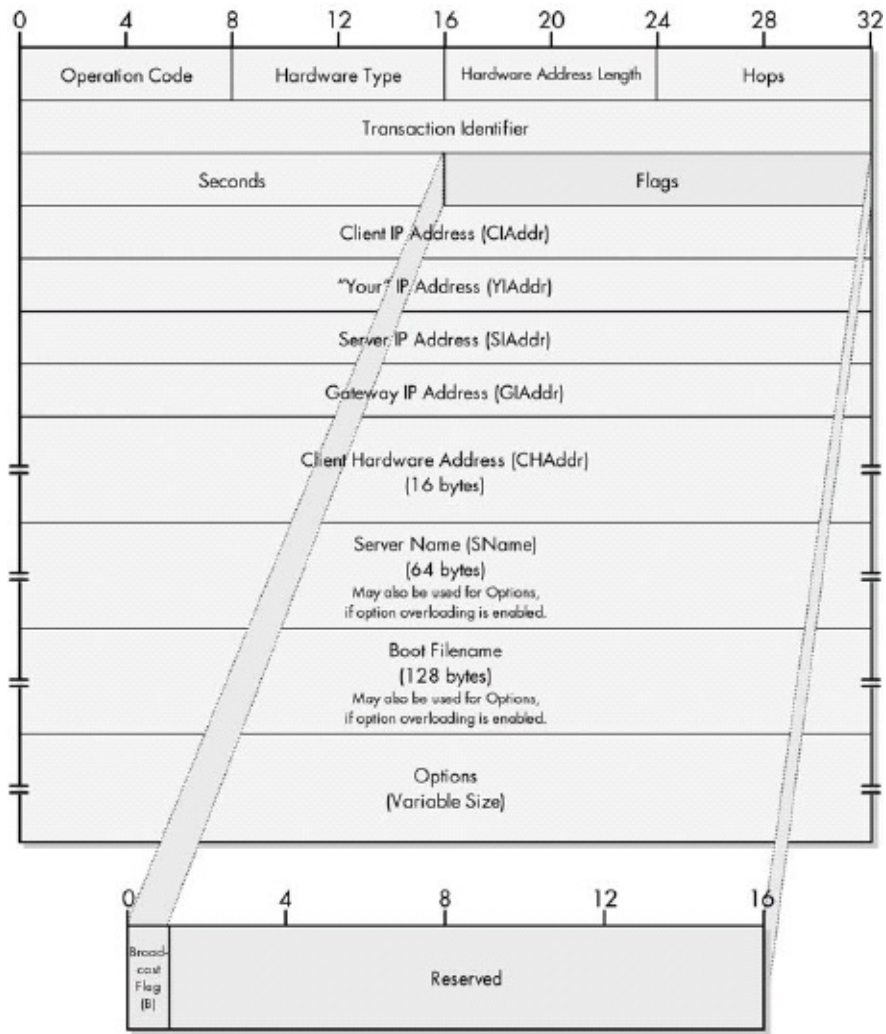 0 4 8 12 16 20 24 28 32
Operation Code Hardware Type Hardware Address Length Hops
Transaction Identifier
Seconds Flags
Client IP Address (CIAddr)
“Your” IP Address (YIAddr)
Server IP Address (SIAddr)
Gateway IP Address (GIAddr)
Client Hardware Address (CHAddr)
(16 bytes)
Server Name (SName)
(64 bytes)
May also be used for Options,
if option overloading is enabled.
Boot Filename
(128 bytes)
May also be used for Options,
if option overloading is enabled.
Options
(Variable Size)
0 4 8 12 16
Broad-
cast
Flag
(B)
Reserved